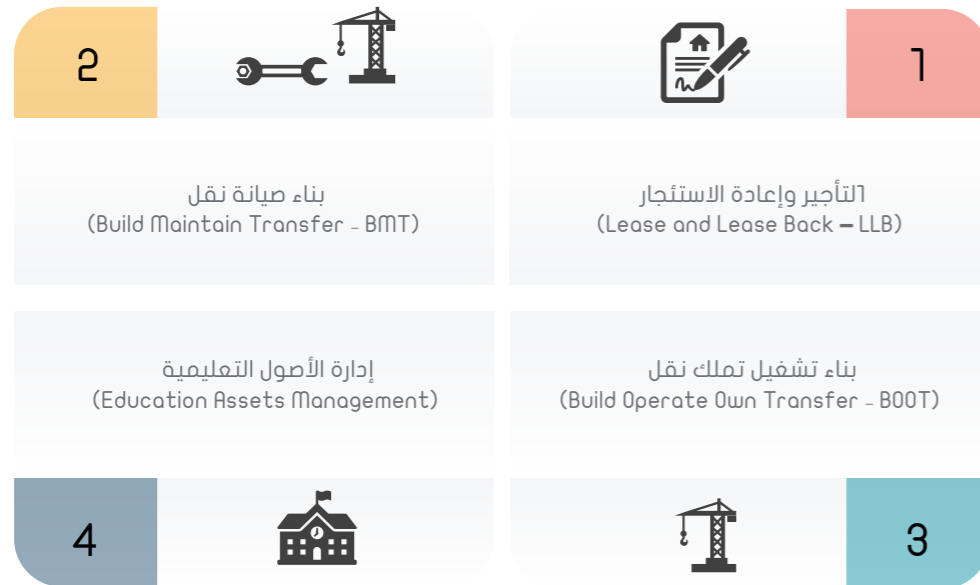 1
التأجير وإعادة الاستئجار
(Lease and Lease Back – LLB)
2
بناء صيانة نقل
(Build Maintain Transfer - BMT)
بناء تشغيل تملك نقل
(Build Operate Own Transfer - BOOT)
3
إدارة الأصول التعليمية
(Education Assets Management)
4